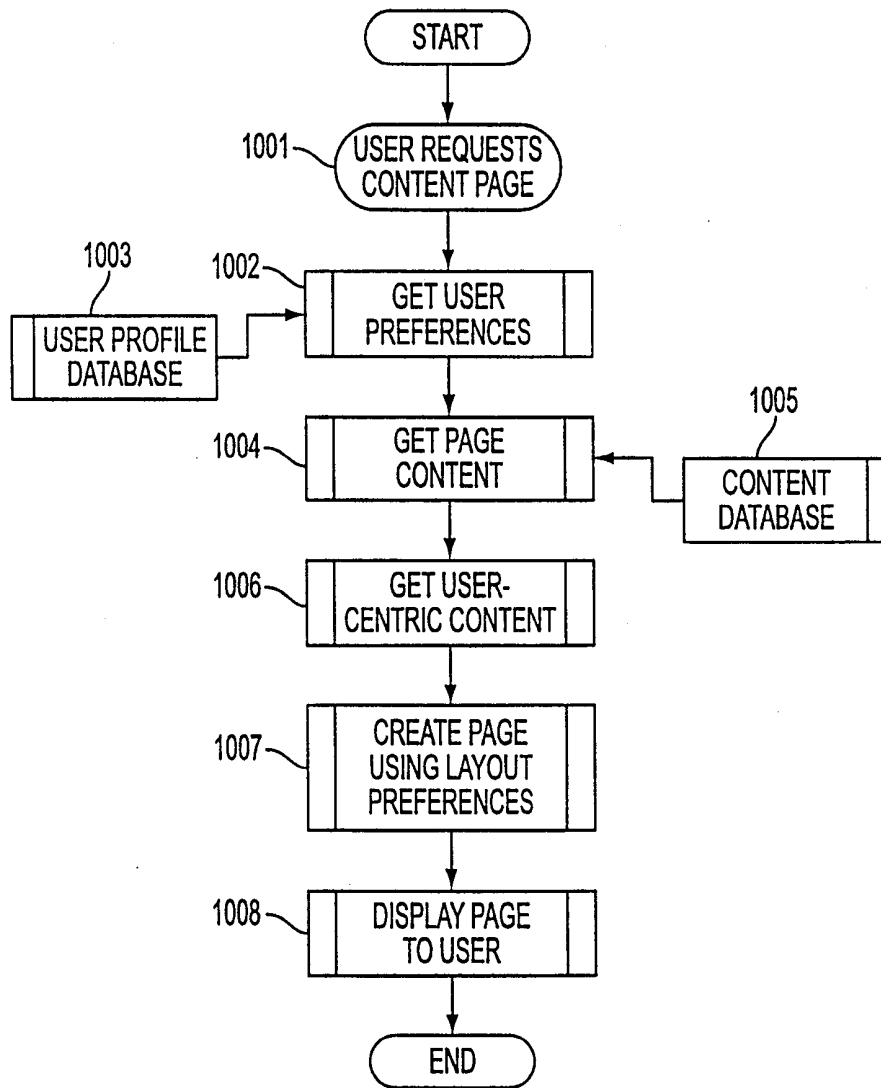 START
1001
USER REQUESTS
CONTENT PAGE
1003
1002
GET USER
PREFERENCES
USER PROFILE
DATABASE
1004
GET PAGE
CONTENT
1005
CONTENT
DATABASE
1006
GET USER-
CENTRIC CONTENT
1007
CREATE PAGE
USING LAYOUT
PREFERENCES
1008
DISPLAY PAGE
TO USER
END